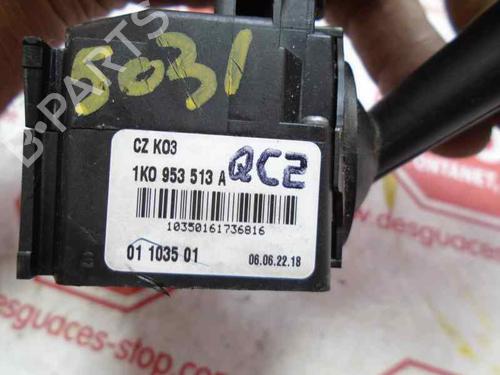 5031
B-PARTS
CZ K03
1K0 953 513 A QC2
10350161736816
01 1035 01
06.06.22.18
desguaces-stop.com
desguaces